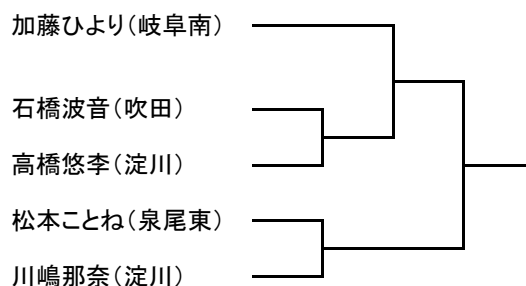 加藤ひより(岐阜南)
石橋波音(吹田)
高橋悠李(淀川)
松本ことね(泉尾東)
川嶋那奈(淀川)